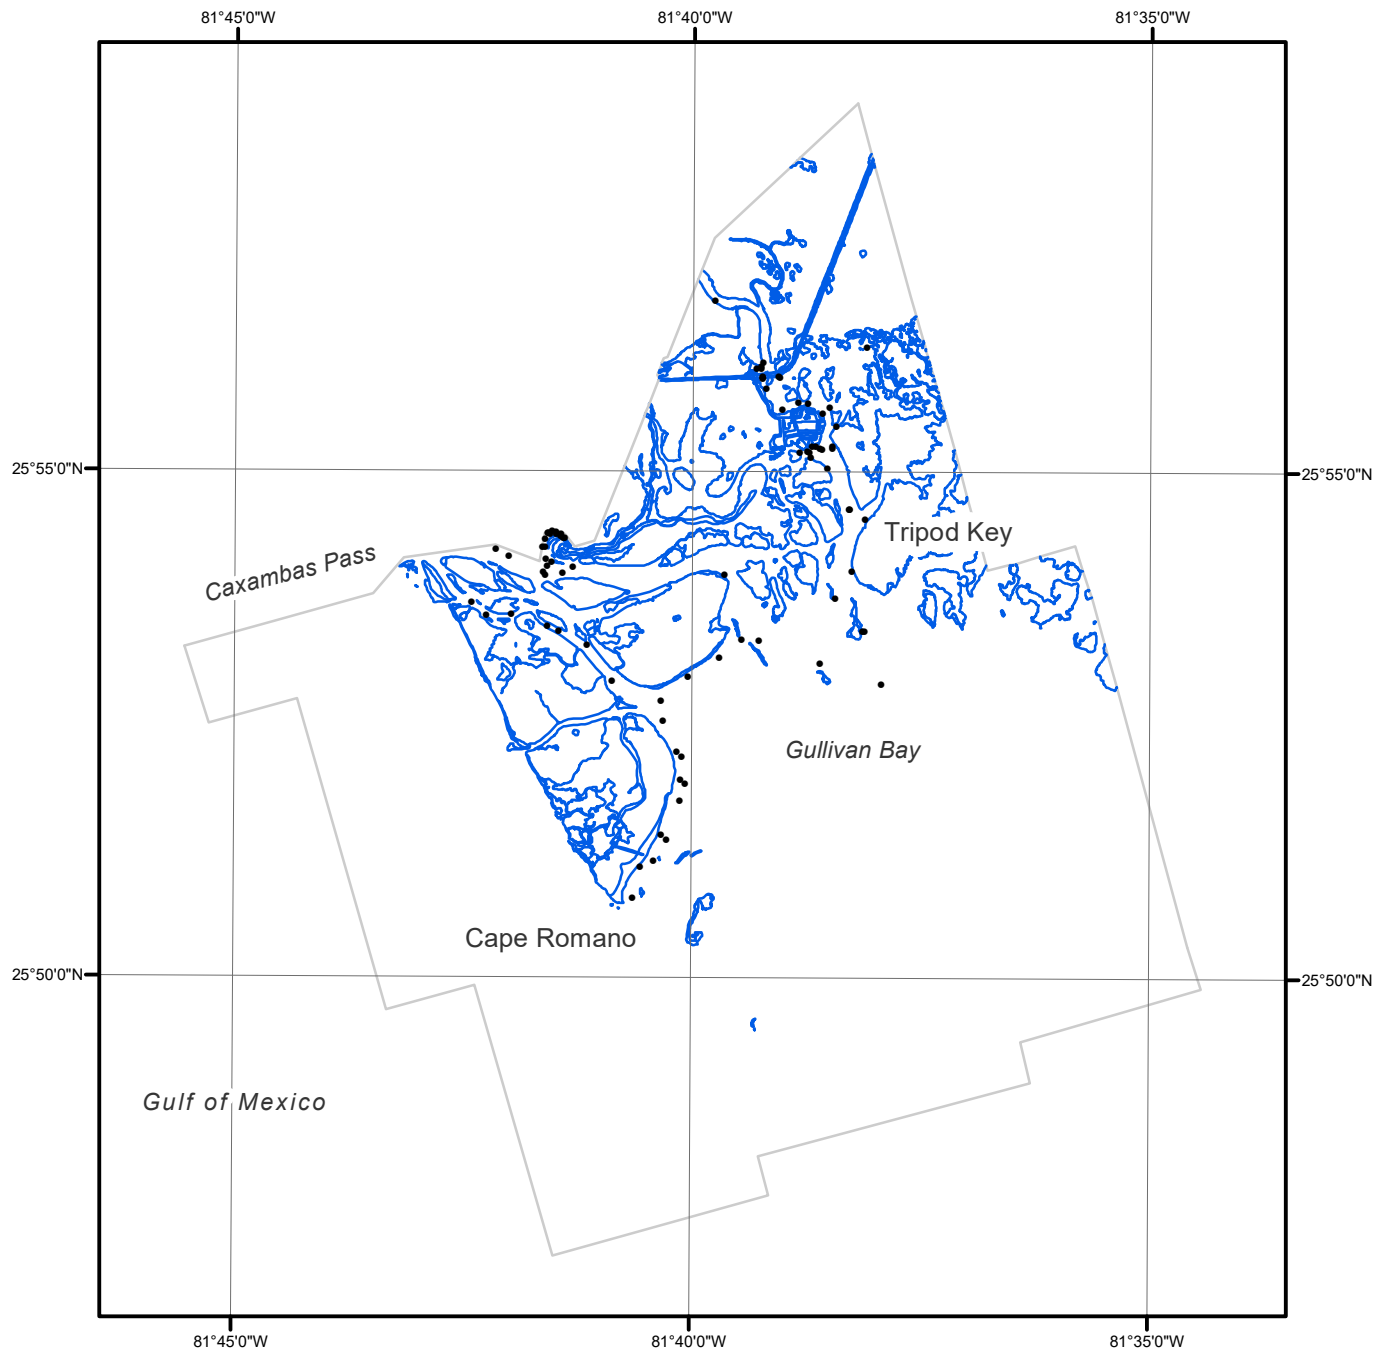 81°45'0"W
81°40'0"W
81°35'0"W
25°55'0"N
25°55'0"N
Tripod Key
Caxambas Pass
Gullivan Bay
Cape Romano
25°50'0"N
25°50'0"N
Gulf of Mexico
81°45'0"W
81°40'0"W
81°35'0"W